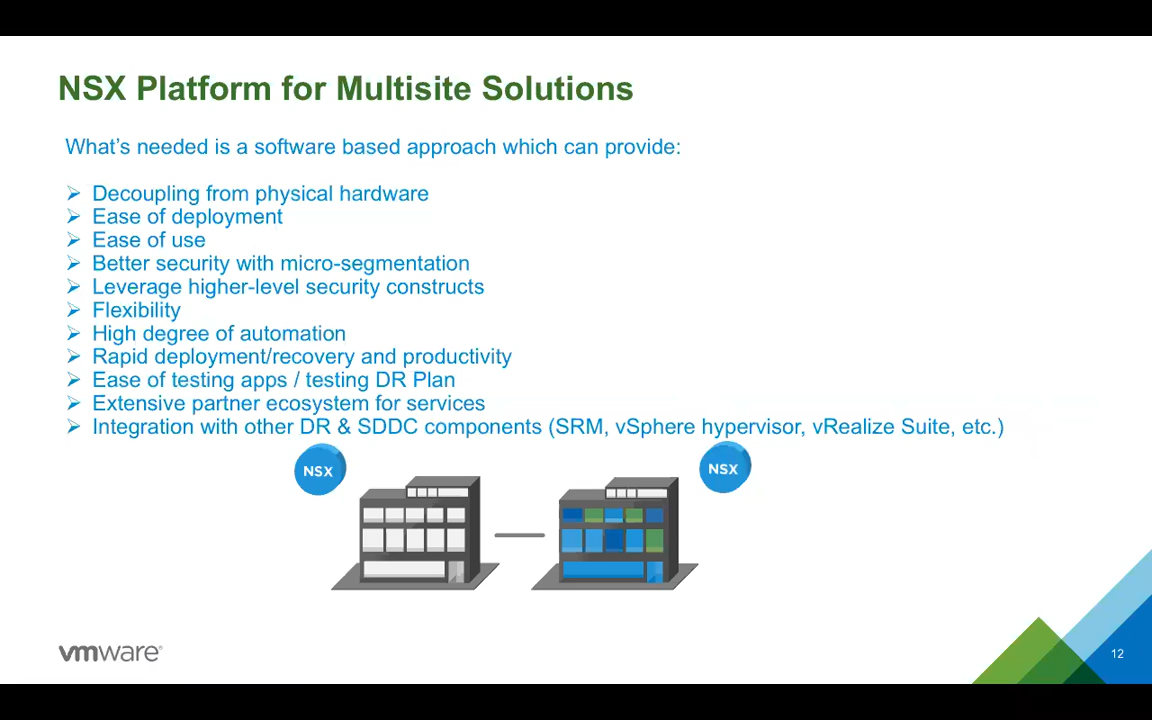 NSX Platform for Multisite Solutions
What’s needed is a software based approach which can provide:
➢ Decoupling from physical hardware
➢ Ease of deployment
➢ Ease of use
➢ Better security with micro-segmentation
➢ Leverage higher-level security constructs
➢ Flexibility
➢ High degree of automation
➢ Rapid deployment/recovery and productivity
➢ Ease of testing apps / testing DR Plan
➢ Extensive partner ecosystem for services
➢ Integration with other DR & SDDC components (SRM, vSphere hypervisor, vRealize Suite, etc.)
NSX
NSX
vmware®
12